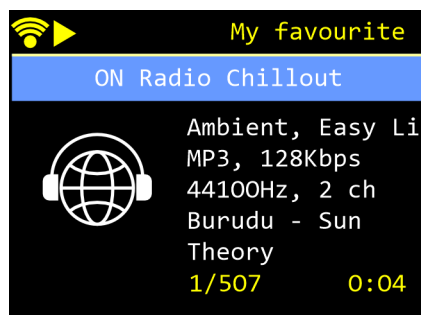 My favourite
ON Radio Chillout
Ambient, Easy Li
MP3, 128Kbps
44100Hz, 2 ch
Burudu - Sun
Theory
1/507 0:04